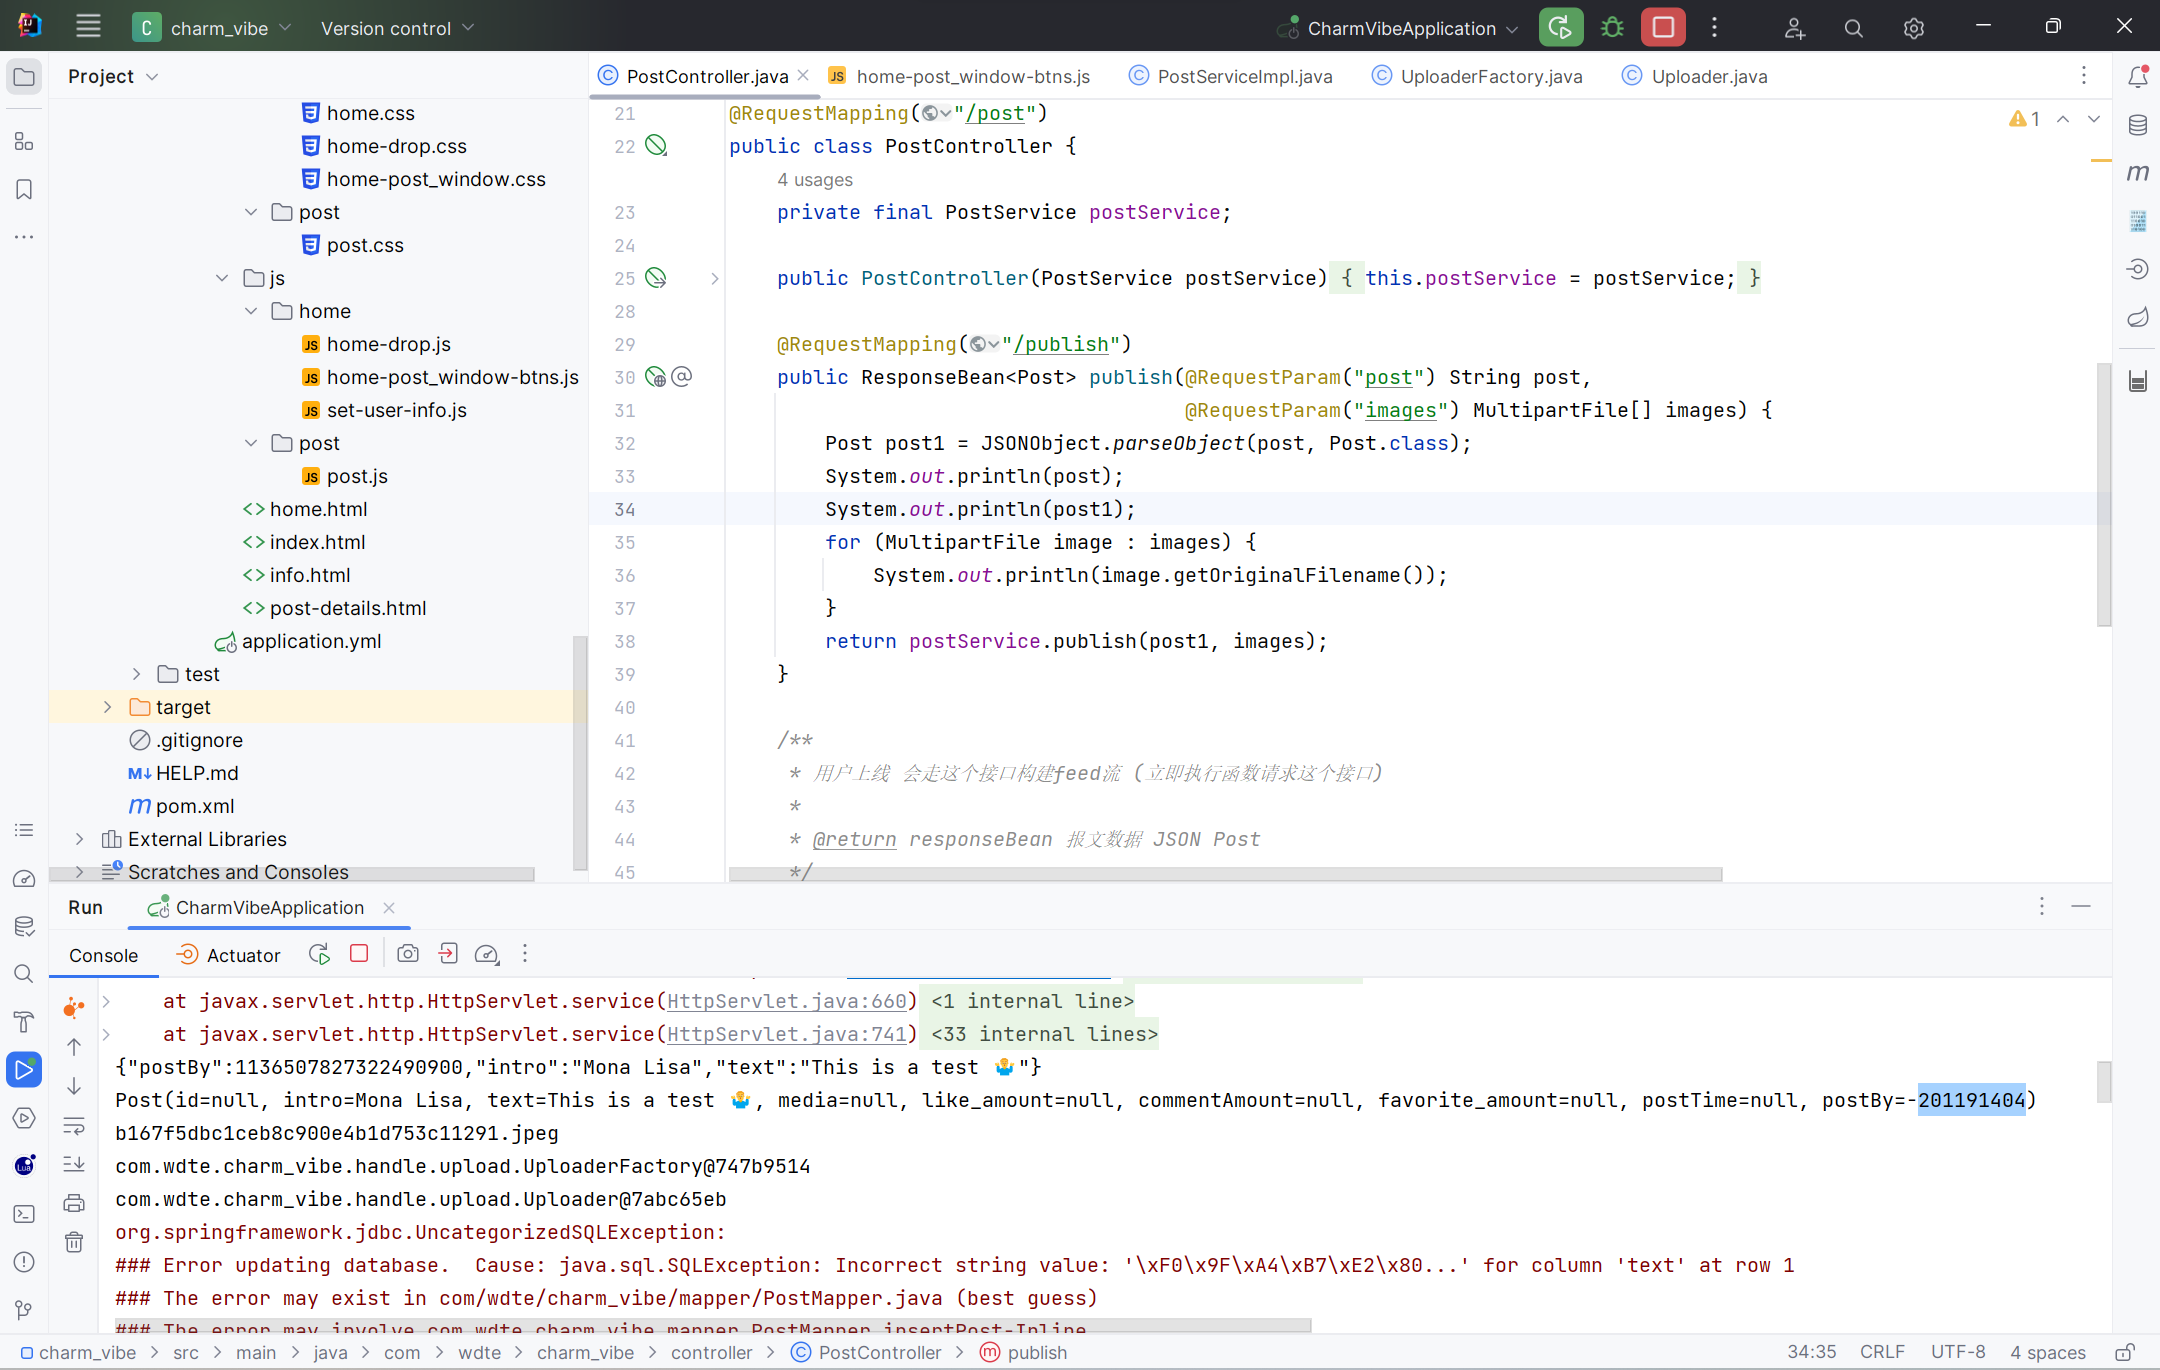 C charm_vibe Version control CharmVibeApplication
Project
PostController.java home-post_window-btns.js PostServiceImpl.java UploaderFactory.java Uploader.java
home.css
home-drop.css
home-post_window.css
post
post.css
js
home
home-drop.js
home-post_window-btns.js
set-user-info.js
post
post.js
home.html
index.html
info.html
post-details.html
application.yml
test
target
.gitignore
HELP.md
pom.xml
External Libraries
Scratches and Consoles
21 @RequestMapping("/post")
22 public class PostController {
4 usages
23 private final PostService postService;
24
25 public PostController(PostService postService) { this.postService = postService; }
28
29 @RequestMapping("/publish")
30 public ResponseBean<Post> publish(@RequestParam("post") String post,
31 @RequestParam("images") MultipartFile[] images) {
32 Post post1 = JSONObject.parseObject(post, Post.class);
33 System.out.println(post);
34 System.out.println(post1);
35 for (MultipartFile image : images) {
36 System.out.println(image.getOriginalFilename());
37 }
38 return postService.publish(post1, images);
39 }
40
41 /**
42 * 用户上线 会走这个接口构建feed流 (立即执行函数请求这个接口)
43 *
44 * @return responseBean 报文数据 JSON Post
45 */
1
Run CharmVibeApplication
Console Actuator
at javax.servlet.http.HttpServlet.service(HttpServlet.java:660) <1 internal line>
at javax.servlet.http.HttpServlet.service(HttpServlet.java:741) <33 internal lines>
{"postBy":1136507827322490900,"intro":"Mona Lisa","text":"This is a test 🤷‍♂️"}
Post(id=null, intro=Mona Lisa, text=This is a test 🤷‍♂️, media=null, like_amount=null, commentAmount=null, favorite_amount=null, postTime=null, postBy=-201191404)
b167f5dbc1ceb8c900e4b1d753c11291.jpeg
com.wdte.charm_vibe.handle.upload.UploaderFactory@747b9514
com.wdte.charm_vibe.handle.upload.Uploader@7abc65eb
org.springframework.jdbc.UncategorizedSQLException:
### Error updating database.  Cause: java.sql.SQLException: Incorrect string value: '\xF0\x9F\xA4\xB7\xE2\x80...' for column 'text' at row 1
### The error may exist in com/wdte/charm_vibe/mapper/PostMapper.java (best guess)
### The error may involve com.wdte.charm_vibe.mapper.PostMapper.insertPost-Inline
charm_vibe > src > main > java > com > wdte > charm_vibe > controller > PostController > publish 34:35 CRLF UTF-8 4 spaces